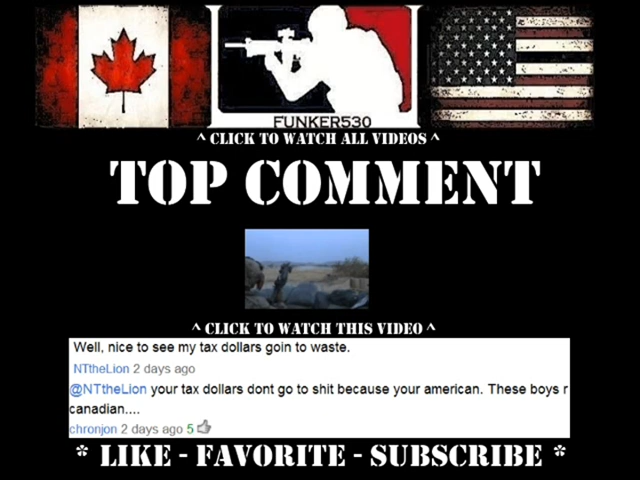 FUNKER530
^ CLICK TO WATCH ALL VIDEOS ^
TOP COMMENT
^ CLICK TO WATCH THIS VIDEO ^
Well, nice to see my tax dollars goin to waste.
NTtheLion 2 days ago
@NTtheLion your tax dollars dont go to shit because your american. These boys r
canadian....
chronjon 2 days ago 5
* LIKE - FAVORITE - SUBSCRIBE *